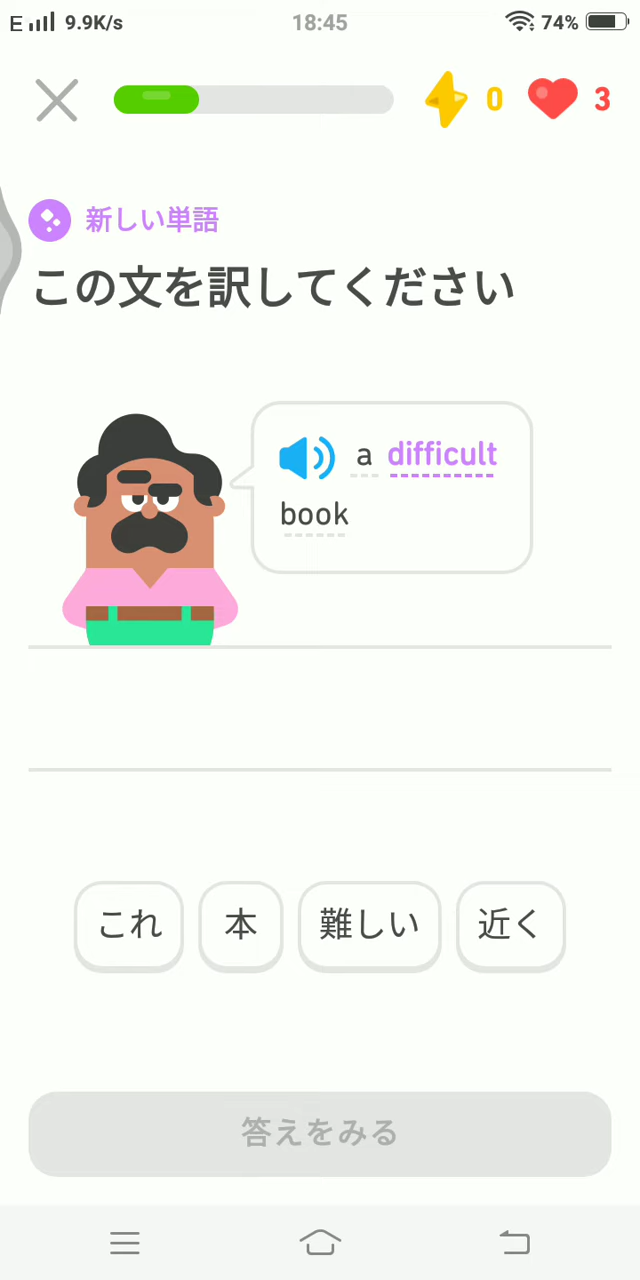 E 9.9K/s 18:45 74%
0 3
新しい単語
この文を訳してください
a difficult
book
これ 本 難しい 近く
答えをみる